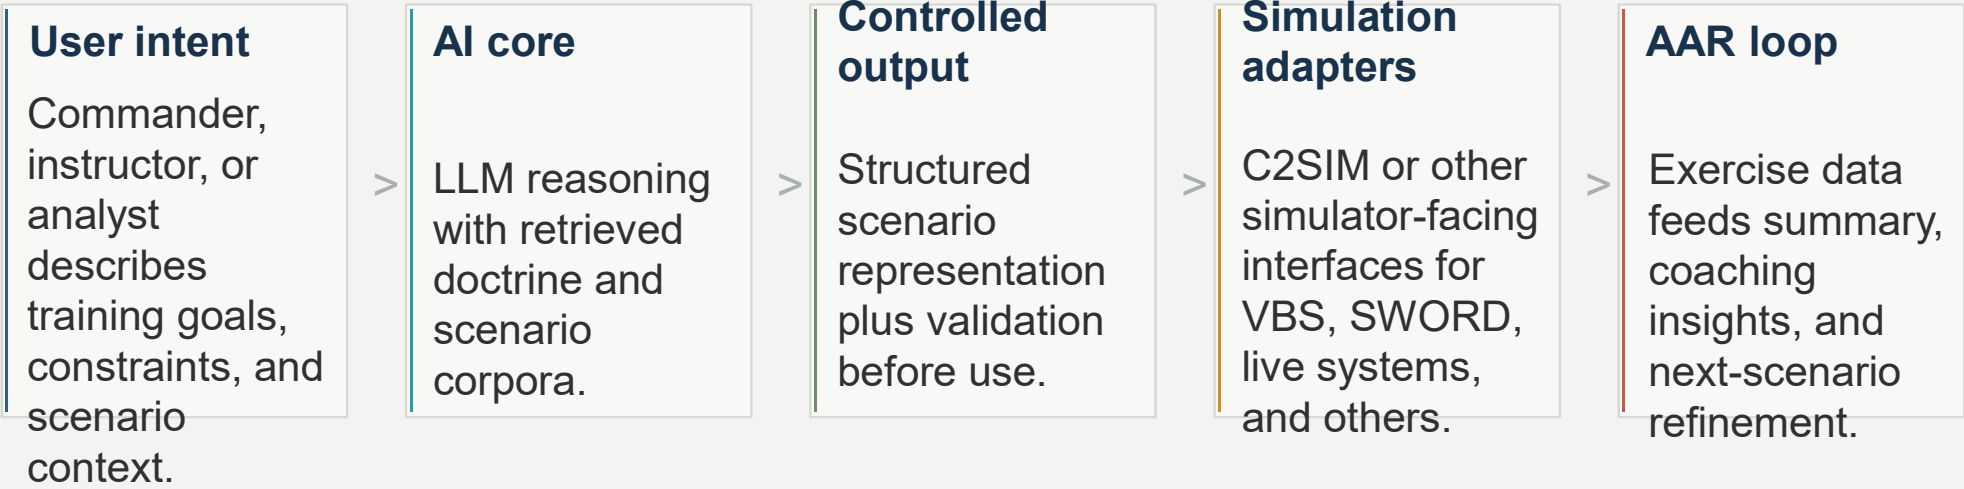 User intent
Commander,
instructor, or
analyst
describes
training goals,
constraints, and
scenario
context.
>
AI core
LLM reasoning
with retrieved
doctrine and
scenario
corpora.
>
Controlled
output
Structured
scenario
representation
plus validation
before use.
>
Simulation
adapters
C2SIM or other
simulator-facing
interfaces for
VBS, SWORD,
live systems,
and others.
>
AAR loop
Exercise data
feeds summary,
coaching
insights, and
next-scenario
refinement.